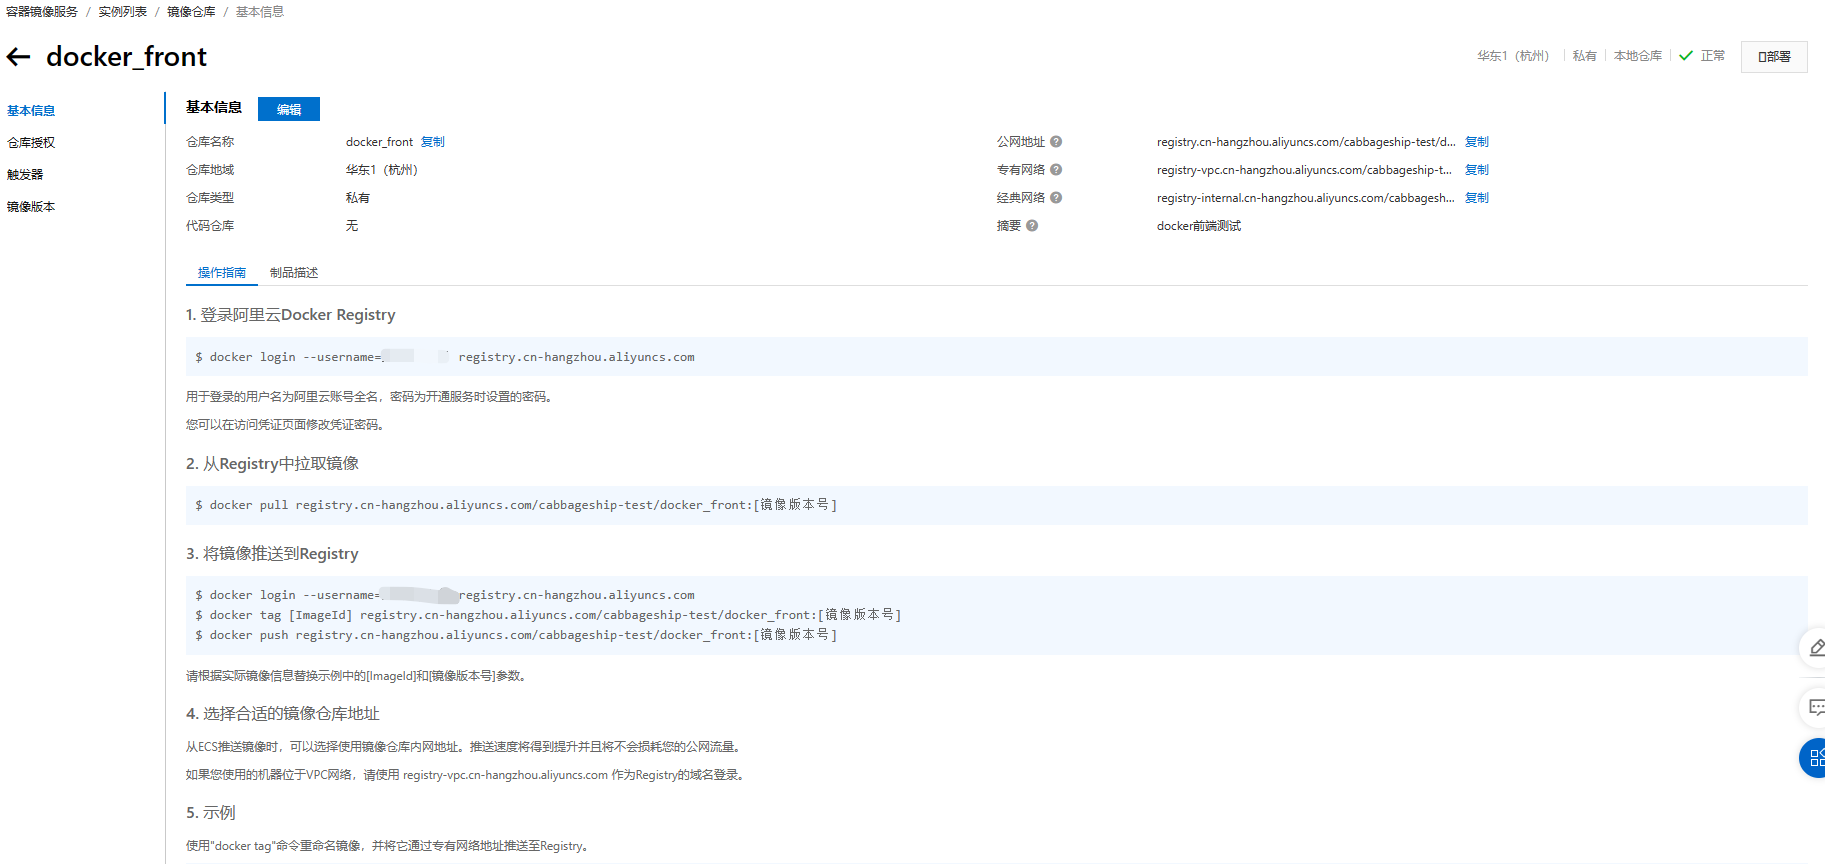 容器镜像服务 / 实例列表 / 镜像仓库 / 基本信息
docker_front
华东1（杭州） 私有 本地仓库 正常 部署
基本信息
仓库授权
触发器
镜像版本
基本信息 编辑
仓库名称 docker_front 复制 公网地址 registry.cn-hangzhou.aliyuncs.com/cabbageship-test/d... 复制
仓库地域 华东1（杭州） 专有网络 registry-vpc.cn-hangzhou.aliyuncs.com/cabbageship-t... 复制
仓库类型 私有 经典网络 registry-internal.cn-hangzhou.aliyuncs.com/cabbagesh... 复制
代码仓库 无 摘要 docker前端测试
操作指南 制品描述
1. 登录阿里云Docker Registry
$ docker login --username= registry.cn-hangzhou.aliyuncs.com
用于登录的用户名为阿里云账号全名，密码为开通服务时设置的密码。
您可以在访问凭证页面修改凭证密码。
2. 从Registry中拉取镜像
$ docker pull registry.cn-hangzhou.aliyuncs.com/cabbageship-test/docker_front:[镜像版本号]
3. 将镜像推送到Registry
$ docker login --username= registry.cn-hangzhou.aliyuncs.com
$ docker tag [ImageId] registry.cn-hangzhou.aliyuncs.com/cabbageship-test/docker_front:[镜像版本号]
$ docker push registry.cn-hangzhou.aliyuncs.com/cabbageship-test/docker_front:[镜像版本号]
请根据实际镜像信息替换示例中的[ImageId]和[镜像版本号]参数。
4. 选择合适的镜像仓库地址
从ECS推送镜像时，可以选择使用镜像仓库内网地址。推送速度将得到提升并且将不会损耗您的公网流量。
如果您使用的机器位于VPC网络，请使用 registry-vpc.cn-hangzhou.aliyuncs.com 作为Registry的域名登录。
5. 示例
使用"docker tag"命令重命名镜像，并将它通过专有网络地址推送至Registry。